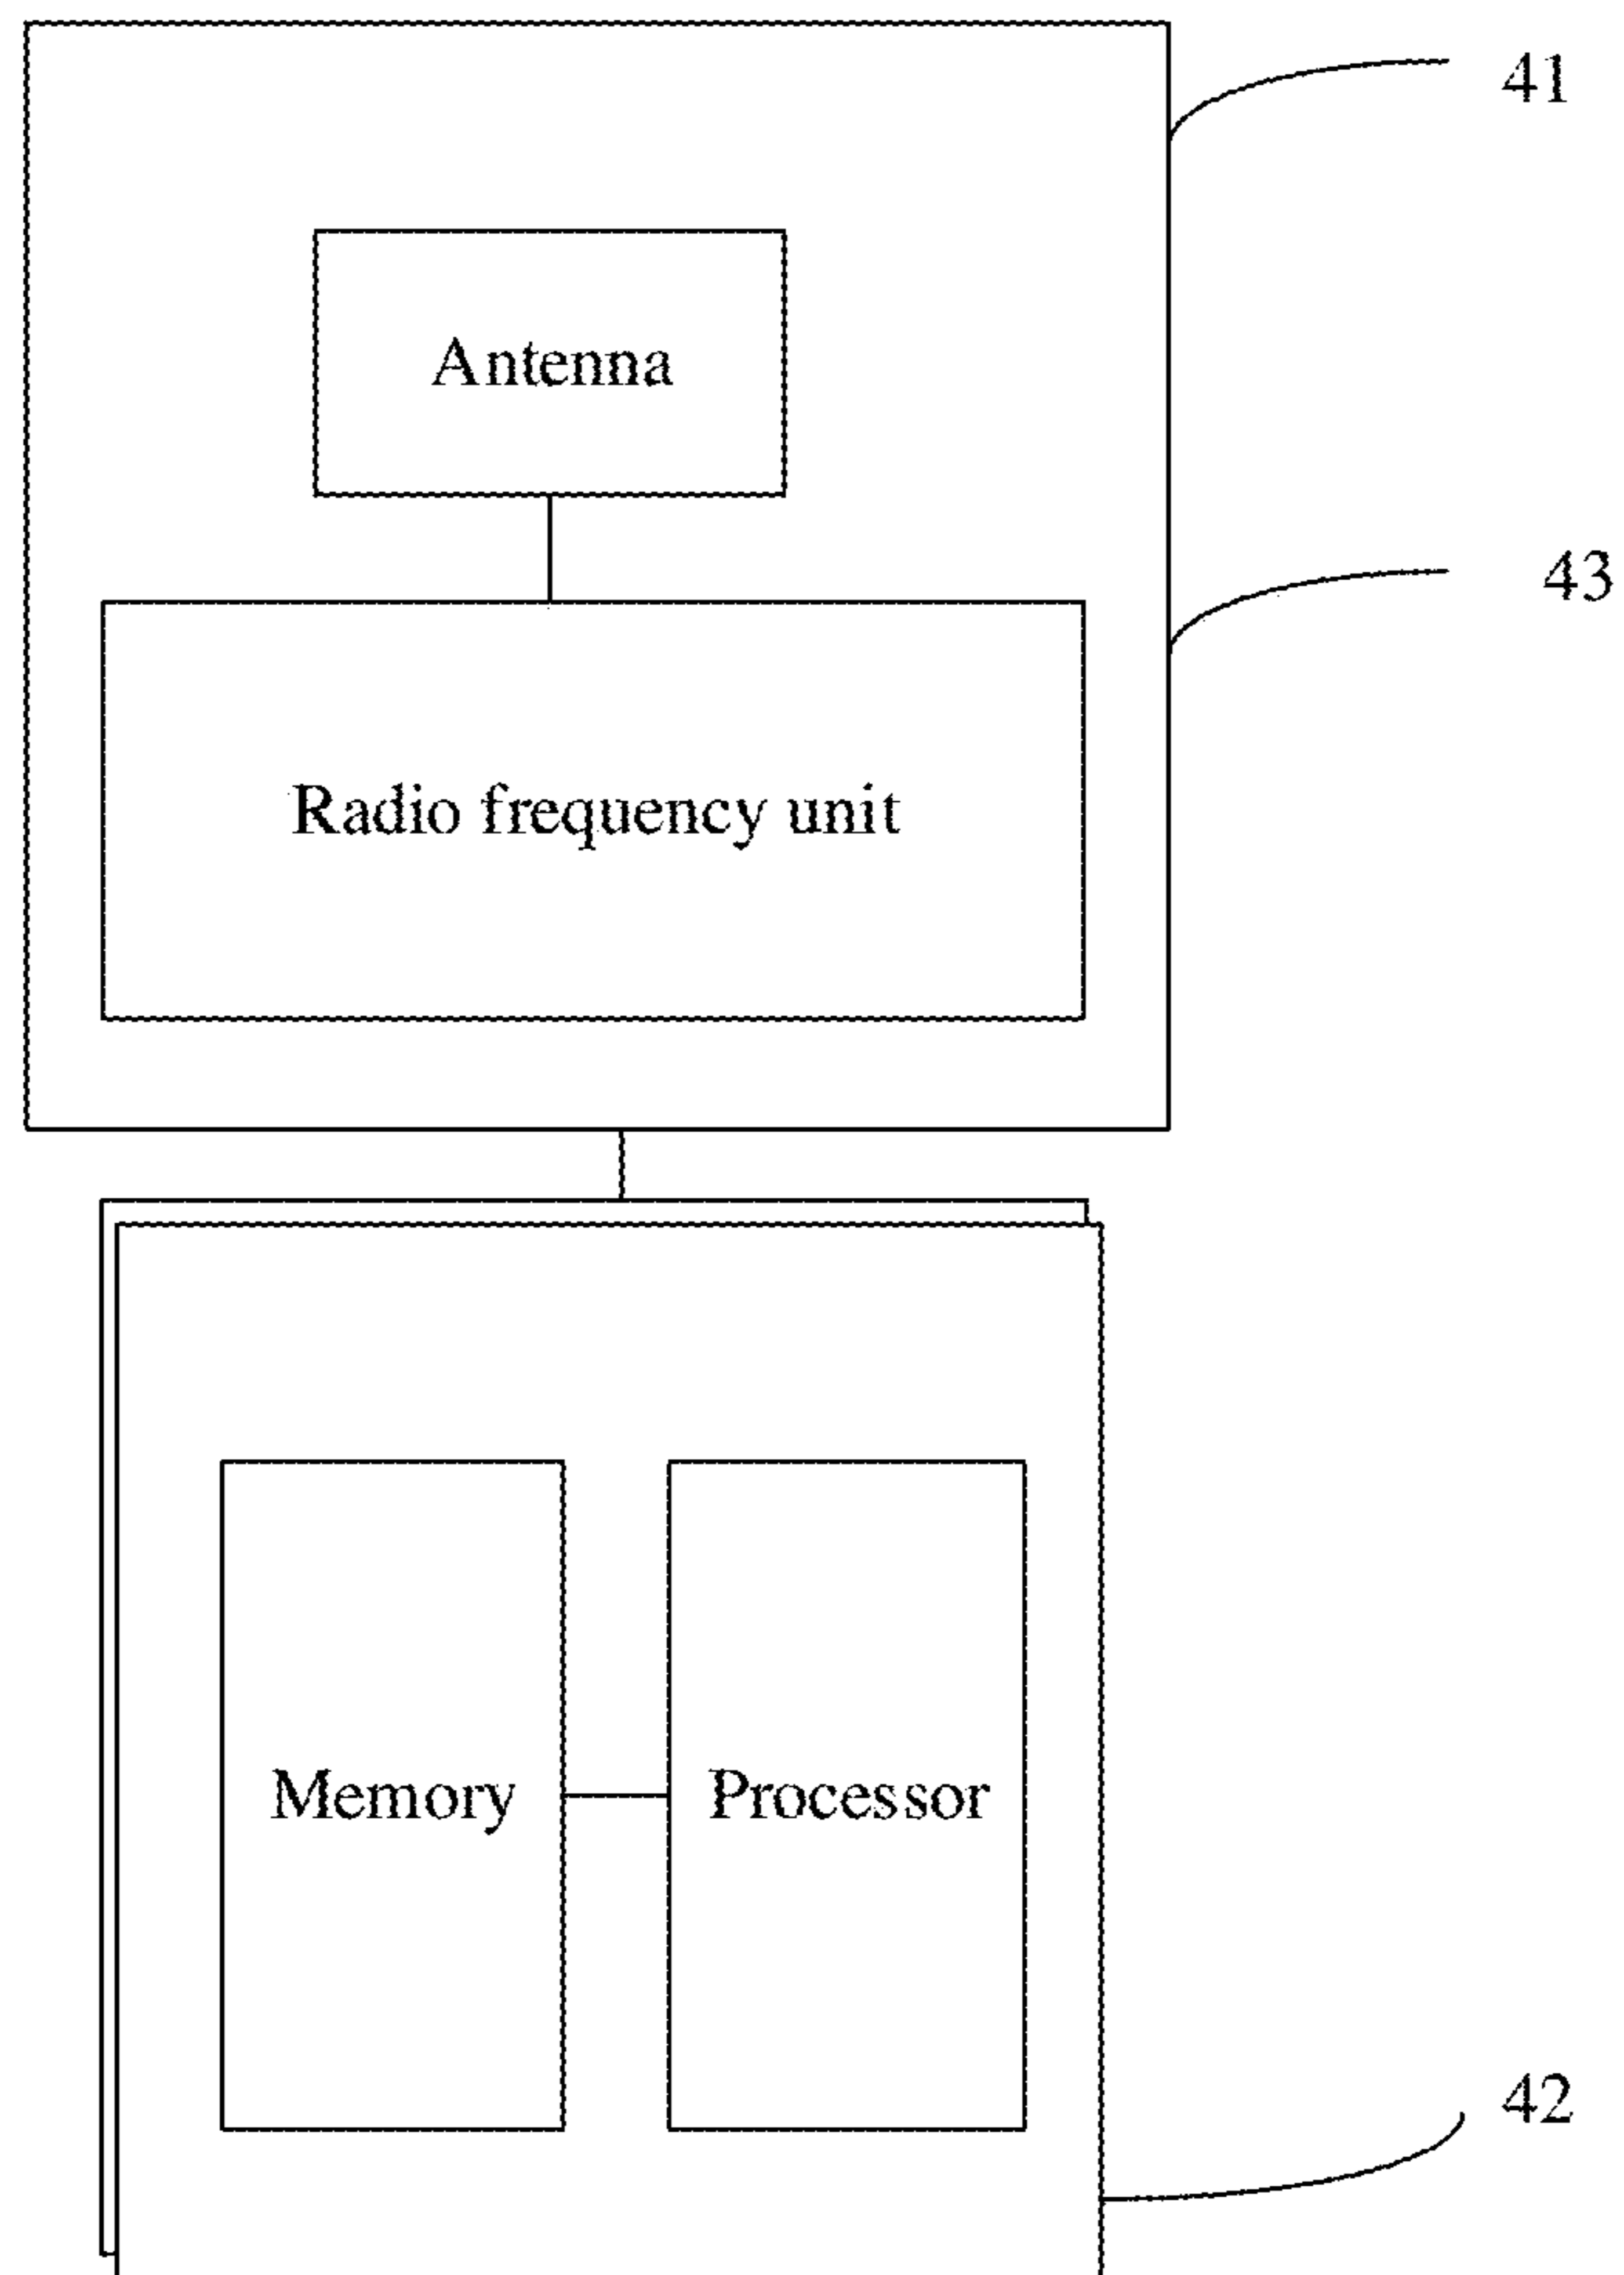 41
Antenna
43
Radio frequency unit
Memory
Processor
42